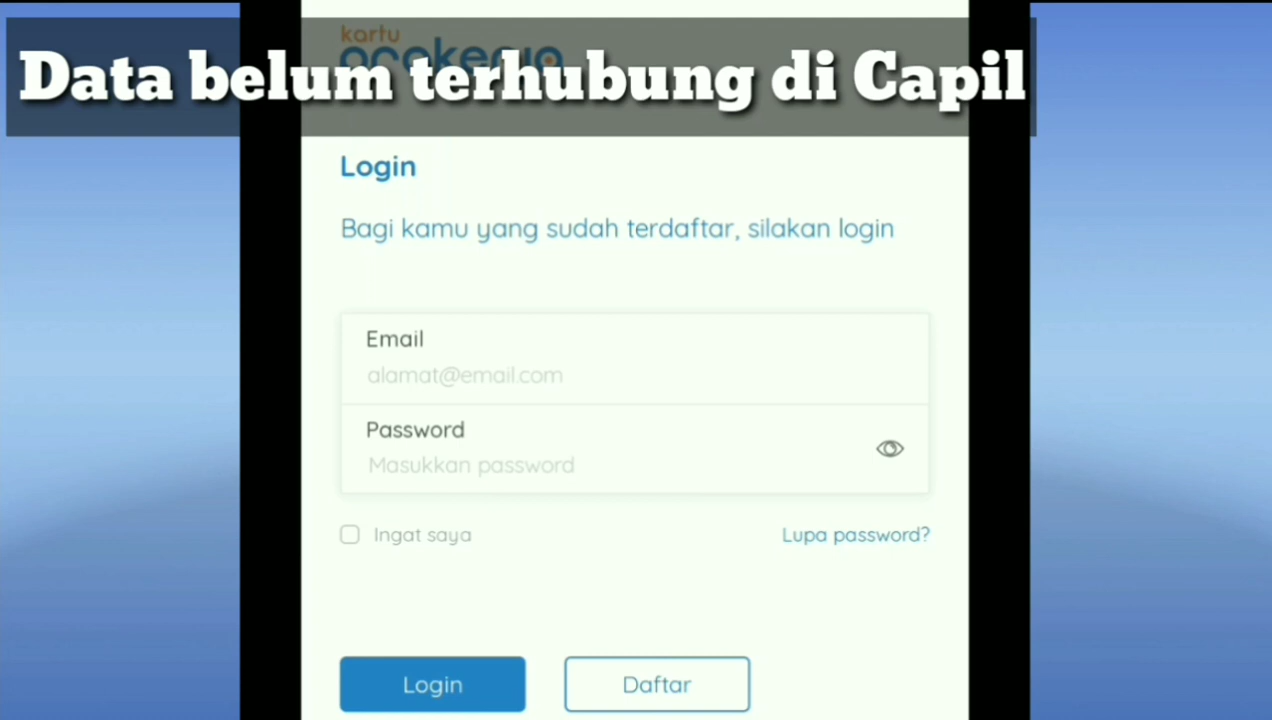 kartu
prakerja
Data belum terhubung di Capil
Login
Bagi kamu yang sudah terdaftar, silakan login
Email
alamat@email.com
Password
Masukkan password
Ingat saya
Lupa password?
Login
Daftar